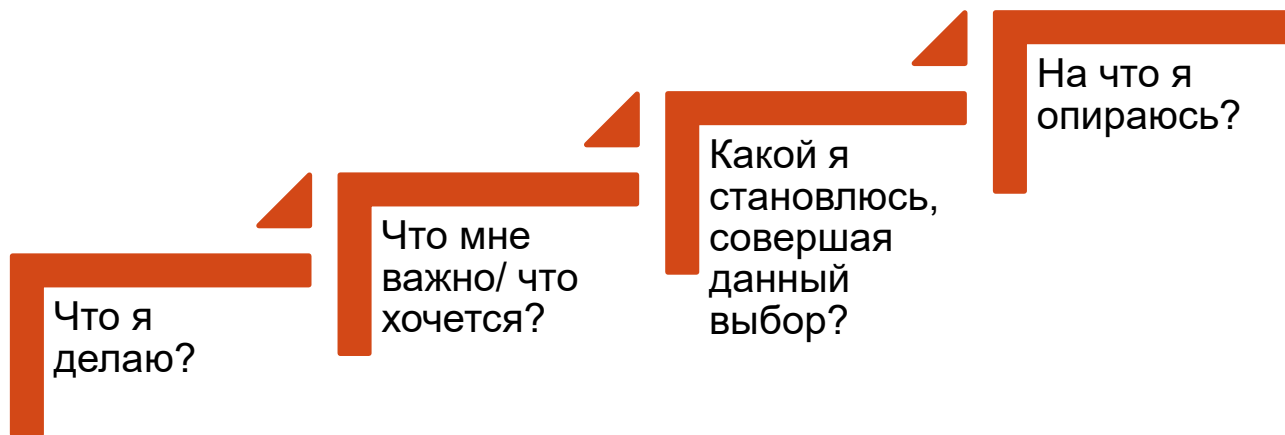 Что я
делаю?
Что мне
важно/ что
хочется?
Какой я
становлюсь,
совершая
данный
выбор?
На что я
опираюсь?